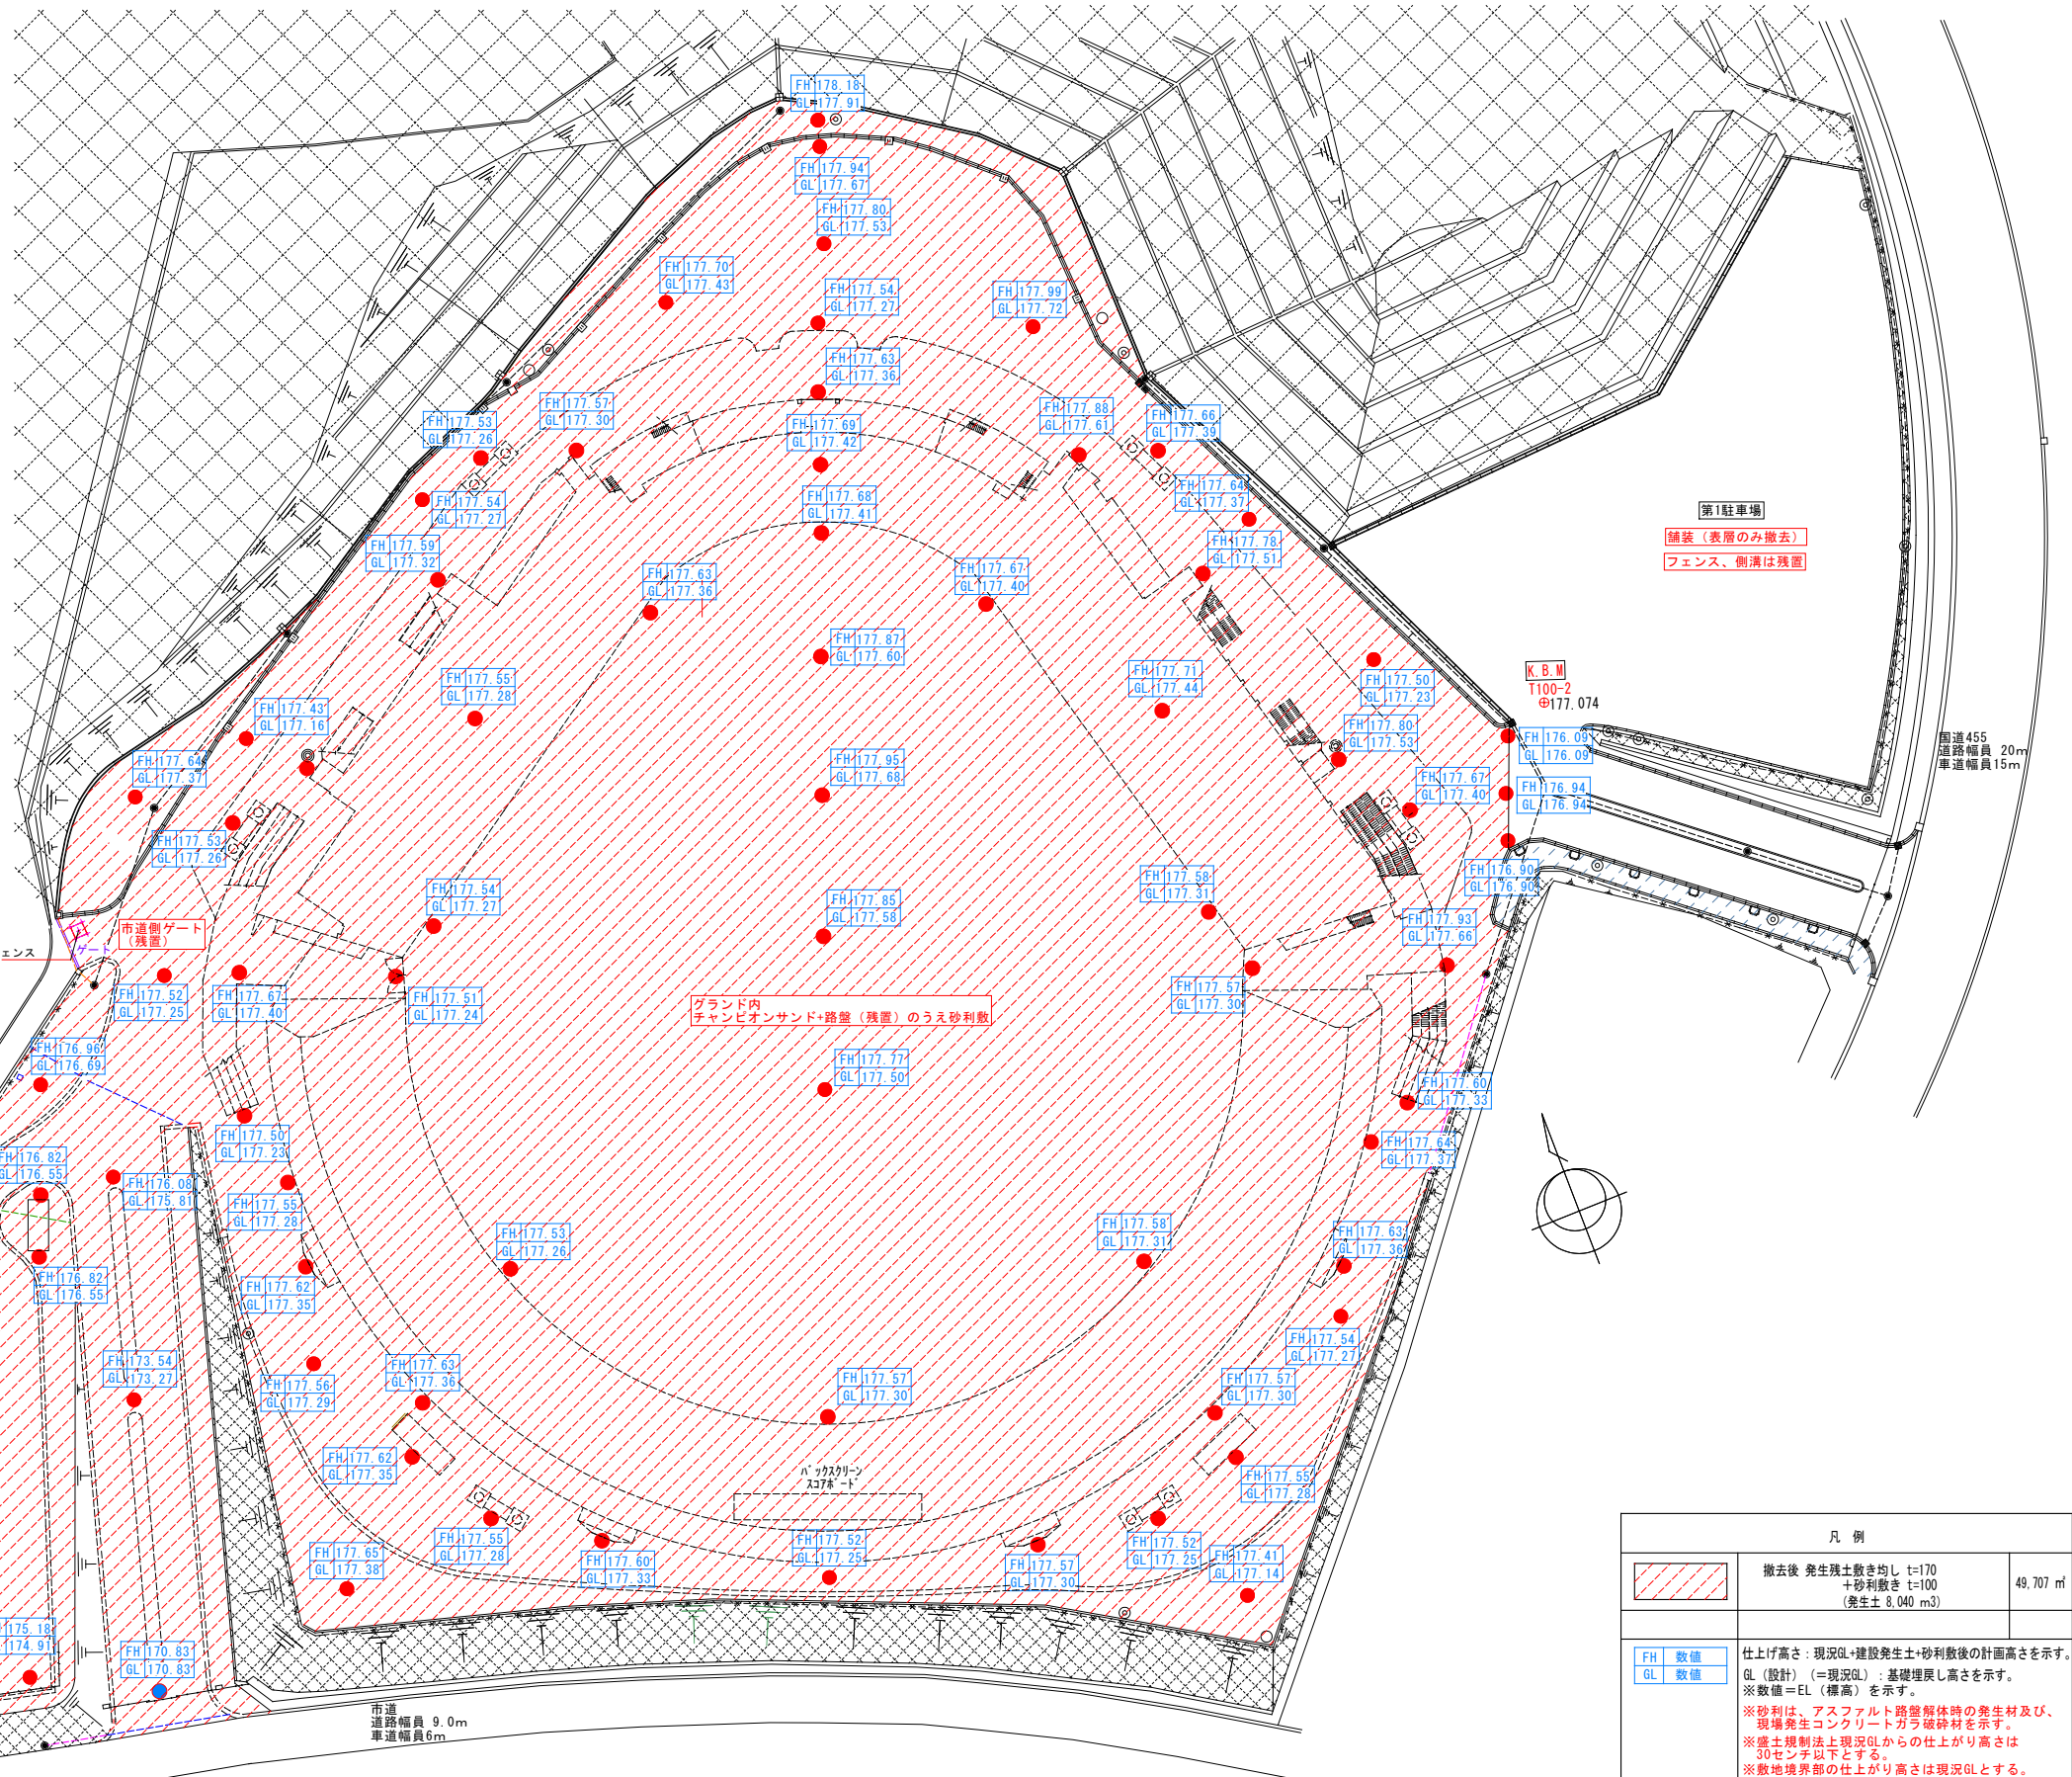 FH 178.18
GL 177.91
FH 177.94
GL 177.67
FH 177.80
GL 177.53
FH 177.70
GL 177.43
FH 177.54
GL 177.27
FH 177.99
GL 177.72
FH 177.63
GL 177.36
FH 177.53
GL 177.26
FH 177.57
GL 177.30
FH 177.69
GL 177.42
FH 177.88
GL 177.61
FH 177.66
GL 177.39
FH 177.54
GL 177.27
FH 177.68
GL 177.41
FH 177.64
GL 177.37
第1駐車場
舗装（表層のみ撤去）
フェンス、側溝は残置
FH 177.59
GL 177.32
FH 177.78
GL 177.51
FH 177.63
GL 177.36
FH 177.67
GL 177.40
FH 177.87
GL 177.60
FH 177.55
GL 177.28
FH 177.71
GL 177.44
FH 177.50
GL 177.23
K.B.M
T100-2
177.074
FH 177.43
GL 177.16
FH 177.80
GL 177.53
FH 176.09
GL 176.09
国道455
道路幅員 20m
車道幅員15m
FH 177.64
GL 177.37
FH 177.95
GL 177.68
FH 177.67
GL 177.40
FH 176.94
GL 176.94
FH 177.53
GL 177.26
FH 177.54
GL 177.27
FH 177.85
GL 177.58
FH 177.58
GL 177.31
FH 176.90
GL 176.90
FH 177.93
GL 177.66
市道側ゲート
（残置）
ゲート
ェンス
FH 177.52
GL 177.25
FH 177.67
GL 177.40
FH 177.51
GL 177.24
グランド内
チャンピオンサンド+路盤（残置）のうえ砂利敷
FH 177.57
GL 177.30
FH 176.96
GL 176.69
FH 177.77
GL 177.50
FH 177.60
GL 177.33
FH 177.50
GL 177.23
FH 177.64
GL 177.37
FH 176.82
GL 176.55
FH 176.08
GL 175.81
FH 177.55
GL 177.28
FH 177.53
GL 177.26
FH 177.58
GL 177.31
FH 177.63
GL 177.36
FH 176.82
GL 176.55
FH 177.62
GL 177.35
FH 177.54
GL 177.27
FH 173.54
GL 173.27
FH 177.56
GL 177.29
FH 177.63
GL 177.36
FH 177.57
GL 177.30
FH 177.57
GL 177.30
FH 177.62
GL 177.35
バックスクリーン
スコアボード
FH 177.55
GL 177.28
FH 177.65
GL 177.38
FH 177.55
GL 177.28
FH 177.60
GL 177.33
FH 177.52
GL 177.25
FH 177.57
GL 177.30
FH 177.52
GL 177.25
FH 177.41
GL 177.14
175.18
174.91
FH 170.83
GL 170.83
市道
道路幅員 9.0m
車道幅員6m
凡 例
撤去後 発生残土敷き均し t=170
+砂利敷き t=100
(発生土 8,040 m3)
49,707 ㎡
FH 数値
GL 数値
仕上げ高さ：現況GL+建設発生土+砂利敷後の計画高さを示す。
GL（設計）（＝現況GL）：基礎埋戻し高さを示す。
※数値＝EL（標高）を示す。
※砂利は、アスファルト路盤解体時の発生材及び、
現場発生コンクリートガラ破砕材を示す。
※盛土規制法上現況GLからの仕上がり高さは
30センチ以下とする。
※敷地境界部の仕上がり高さは現況GLとする。